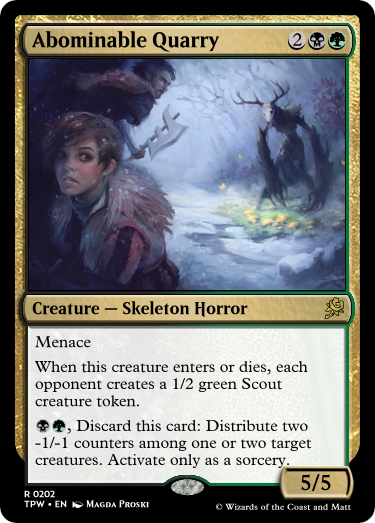 Abominable Quarry 2
Creature — Skeleton Horror
Menace
When this creature enters or dies, each
opponent creates a 1/2 green Scout
creature token.
, Discard this card: Distribute two
-1/-1 counters among one or two target
creatures. Activate only as a sorcery.
5/5
R 0202
TPW • EN Magda Proski
© Wizards of the Coast and Matt